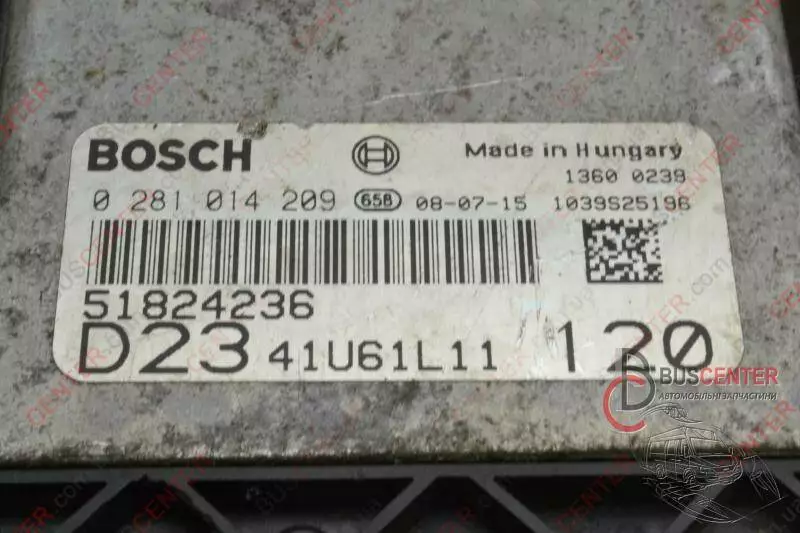 BOSCH Made in Hungary
1360 0239
0 281 014 209 658 08-07-15 1039S25196
51824236
D23 41U61L11 120
BUSCENTER
АВТОМОБІЛЬНІ ЗАПЧАСТИНИ